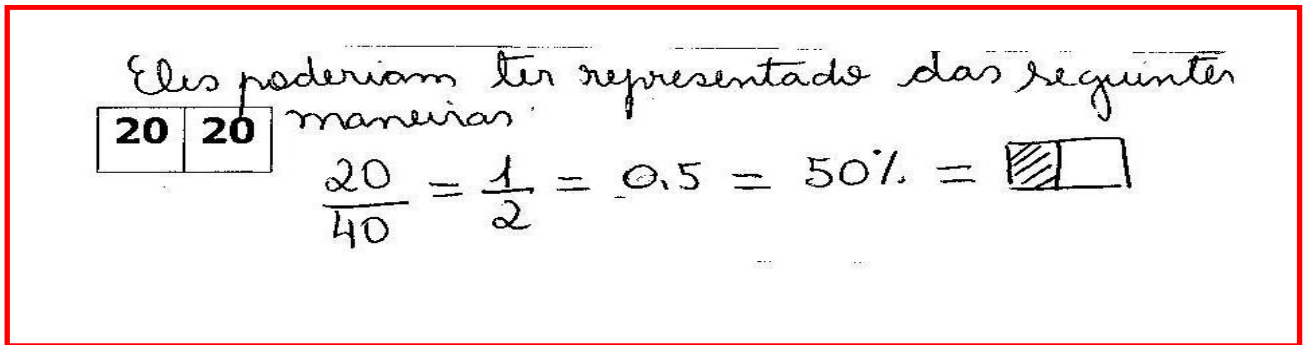 Eles poderiam ter representado das seguintes
20 20 maneiras:
20/40 = 1/2 = 0.5 = 50% =